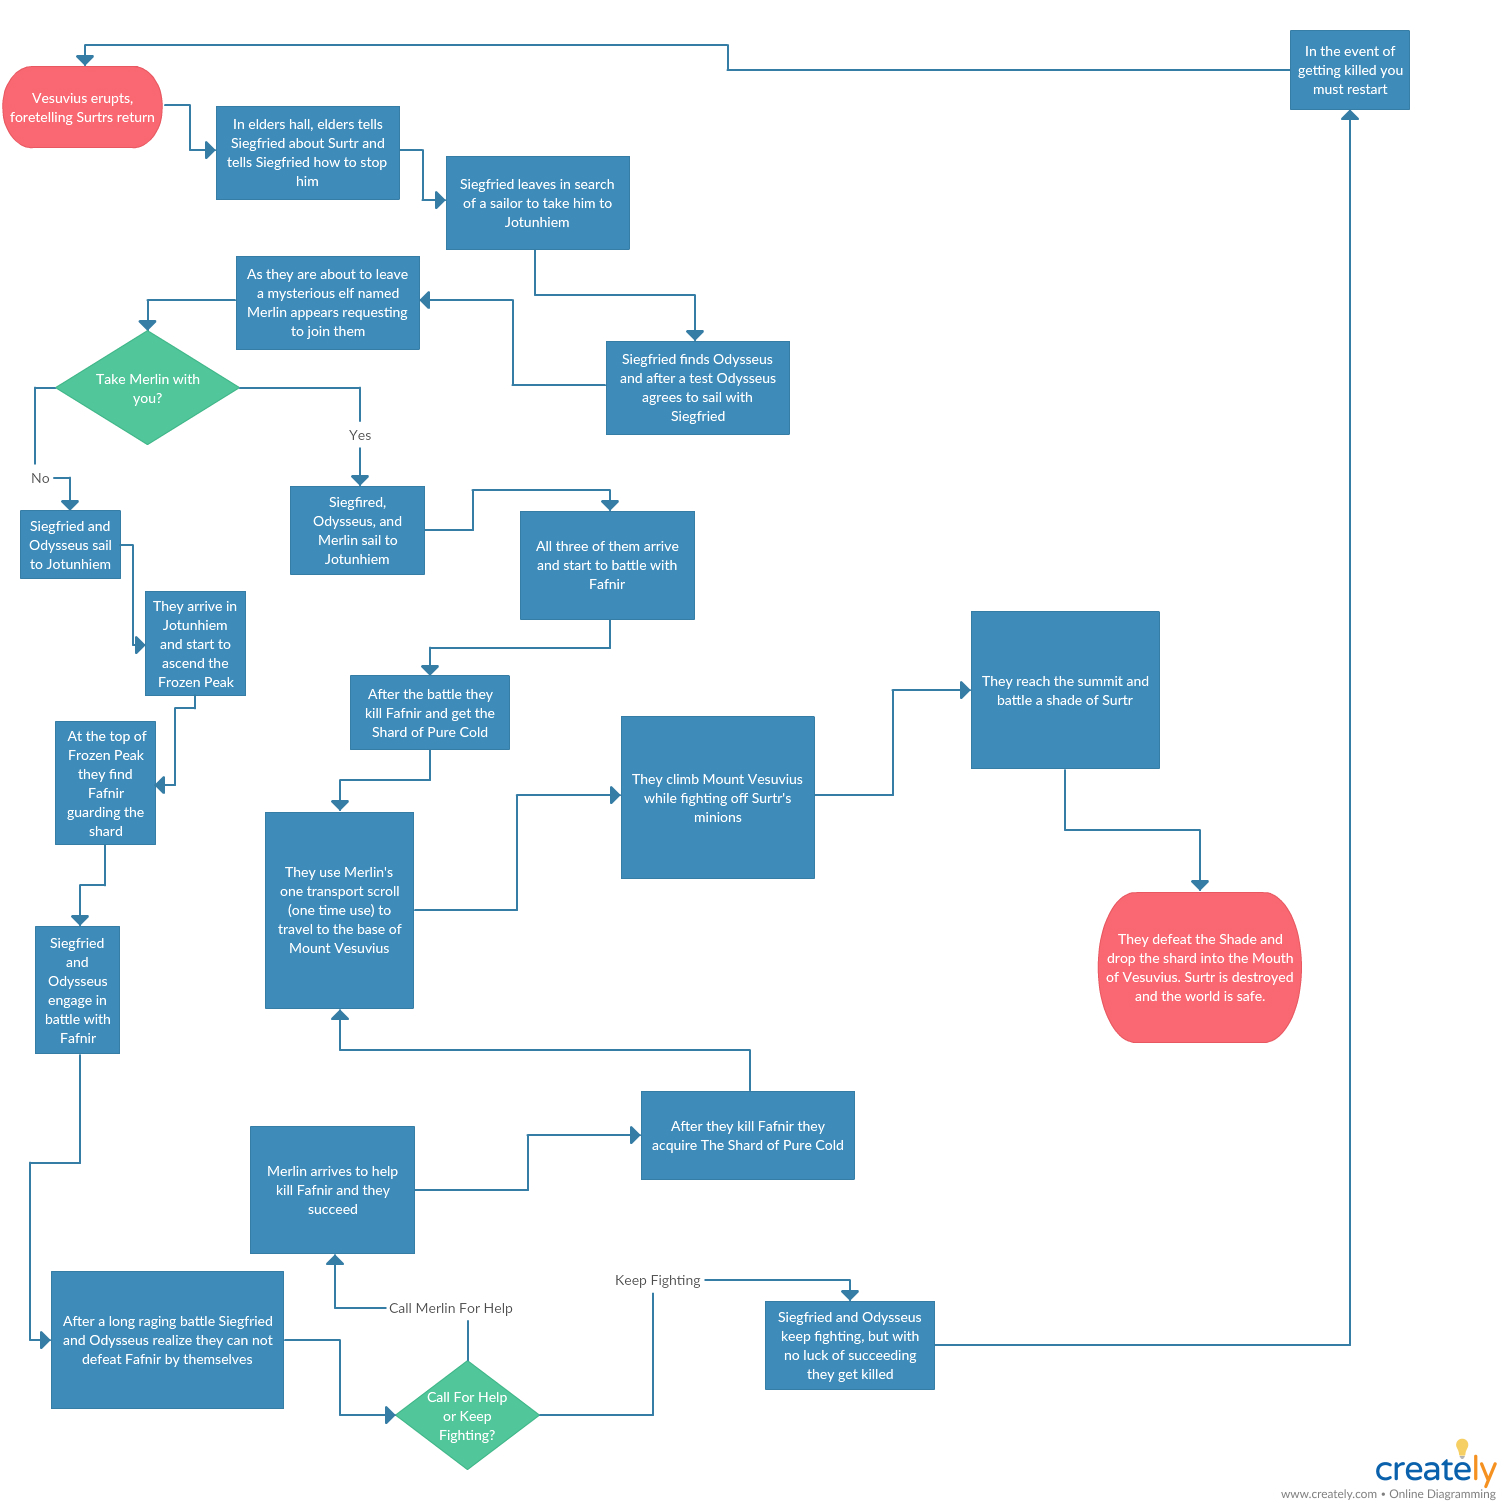 In the event of
getting killed you
must restart
Vesuvius erupts,
foretelling Surtrs return
In elders hall, elders tells
Siegfried about Surtr and
tells Siegfried how to stop
him
Siegfried leaves in search
of a sailor to take him to
Jotunhiem
As they are about to leave
a mysterious elf named
Merlin appears requesting
to join them
Siegfried finds Odysseus
and after a test Odysseus
agrees to sail with
Siegfried
Take Merlin with
you?
Yes
No
Siegfried and
Odysseus sail
to Jotunhiem
Siegfired,
Odysseus, and
Merlin sail to
Jotunhiem
All three of them arrive
and start to battle with
Fafnir
They arrive in
Jotunhiem
and start to
ascend the
Frozen Peak
After the battle they
kill Fafnir and get the
Shard of Pure Cold
They reach the summit and
battle a shade of Surtr
At the top of
Frozen Peak
they find
Fafnir
guarding the
shard
They climb Mount Vesuvius
while fighting off Surtr's
minions
They use Merlin's
one transport scroll
(one time use) to
travel to the base of
Mount Vesuvius
They defeat the Shade and
drop the shard into the Mouth
of Vesuvius. Surtr is destroyed
and the world is safe.
Siegfried
and
Odysseus
engage in
battle with
Fafnir
After they kill Fafnir they
acquire The Shard of Pure Cold
Merlin arrives to help
kill Fafnir and they
succeed
Keep Fighting
Call Merlin For Help
After a long raging battle Siegfried
and Odysseus realize they can not
defeat Fafnir by themselves
Siegfried and Odysseus
keep fighting, but with
no luck of succeeding
they get killed
Call For Help
or Keep
Fighting?
creately
www.creately.com • Online Diagramming